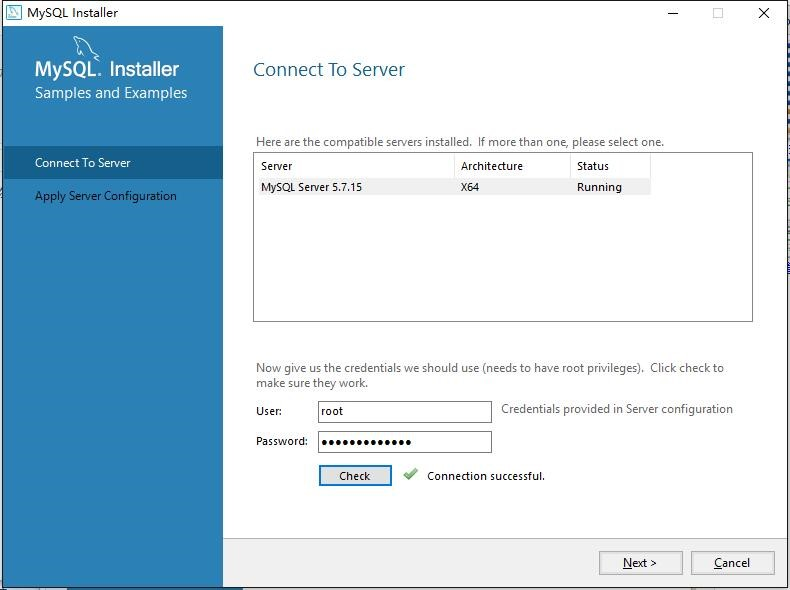 MySQL Installer
MySQL. Installer
Samples and Examples
Connect To Server
Apply Server Configuration
Connect To Server
Here are the compatible servers installed.  If more than one, please select one.
Server Architecture Status
MySQL Server 5.7.15 X64 Running
Now give us the credentials we should use (needs to have root privileges).  Click check to
make sure they work.
User: root Credentials provided in Server configuration
Password: •••••••••••••
Check Connection successful.
Next > Cancel